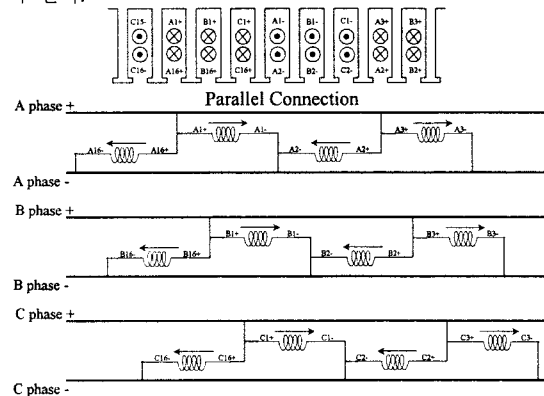 C15- A1+ B1+ C1+ A1- B1- C1- A3+ B3+
C16- A16+ B16+ C16+ A2- B2- C2- A2+ B2+
Parallel Connection
A phase +
A1+ A1- A3+ A3-
A16- A16+ A2- A2+
A phase -
B phase +
B1+ B1- B3+ B3-
B16- B16+ B2- B2+
B phase -
C phase +
C1+ C1- C3+ C3-
C16- C16+ C2- C2+
C phase -